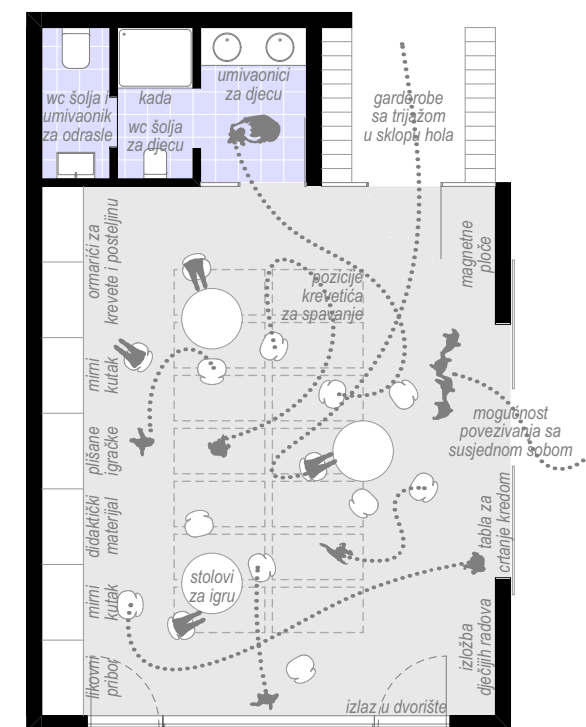 wc šolja i
umivaonik
za odrasle
kada
wc šolja
za djecu
umivaonici
za djecu
garderobe
sa trijažom
u sklopu hola
ormarići za
krevete i posteljinu
magnetne
ploče
pozicije
krevetića
za spavanje
mirni
kutak
mogućnost
povezivanja sa
susjednom sobom
plišane
igračke
didaktički
materijal
tabla za
crtanje kredom
stolovi
za igru
mirni
kutak
izložba
dječijih radova
likovni
pribor
izlaz u dvorište